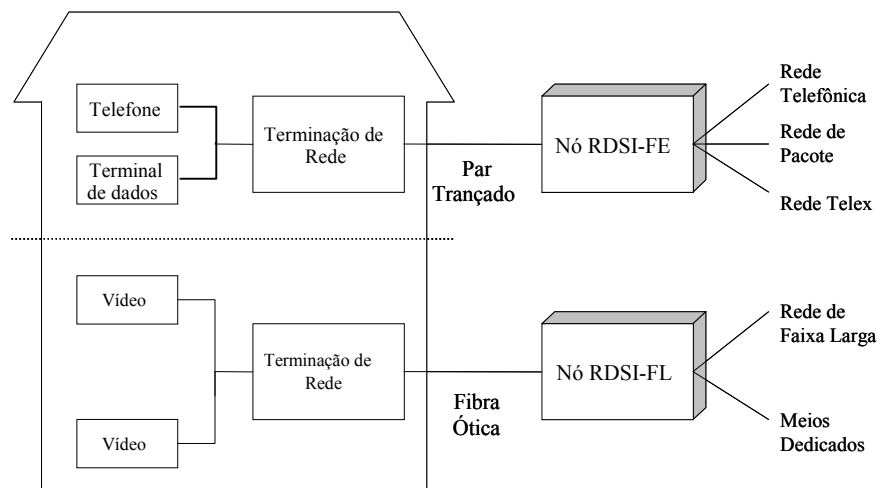 Telefone
Terminal
de dados
Terminação de
Rede
Par
Trançado
Nó RDSI-FE
Rede
Telefônica
Rede de
Pacote
Rede Telex
Vídeo
Vídeo
Terminação de
Rede
Fibra
Ótica
Nó RDSI-FL
Rede de
Faixa Larga
Meios
Dedicados